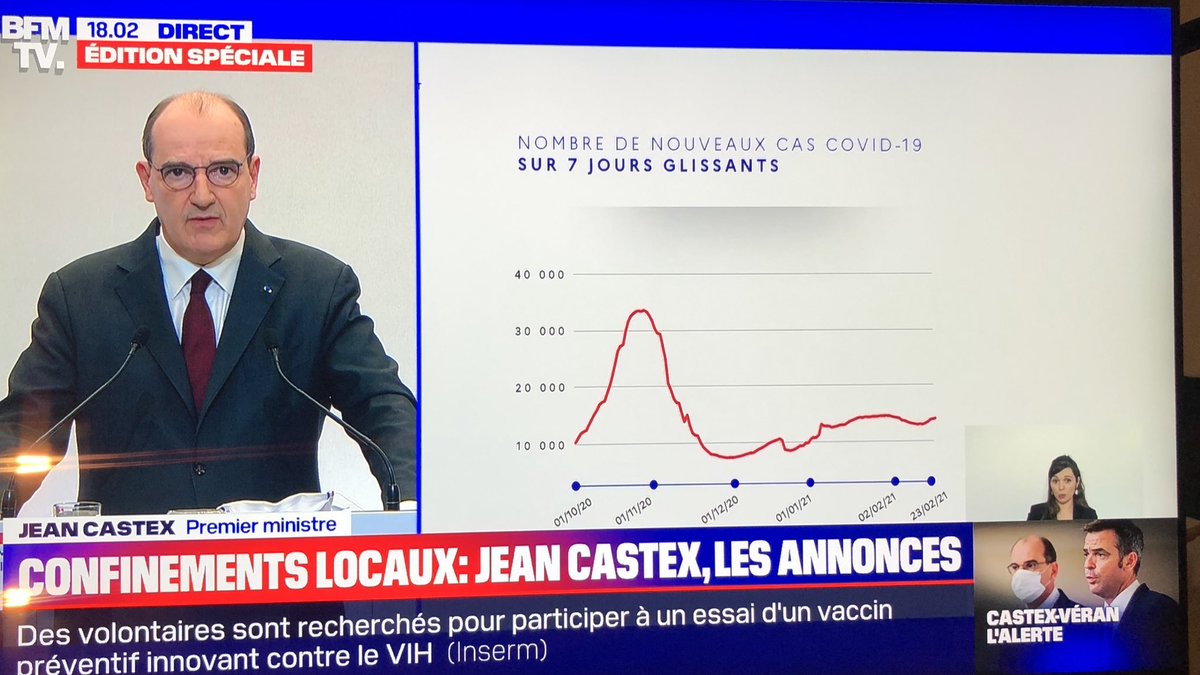 BFM
TV.
18.02 DIRECT
ÉDITION SPÉCIALE
NOMBRE DE NOUVEAUX CAS COVID-19
SUR 7 JOURS GLISSANTS
40 000
30 000
20 000
10 000
01/10/20
01/11/20
01/12/20
01/01/21
02/02/21
23/02/21
JEAN CASTEX Premier ministre
CONFINEMENTS LOCAUX: JEAN CASTEX, LES ANNONCES
Des volontaires sont recherchés pour participer à un essai d'un vaccin
préventif innovant contre le VIH (Inserm)
CASTEX-VÉRAN
L'ALERTE